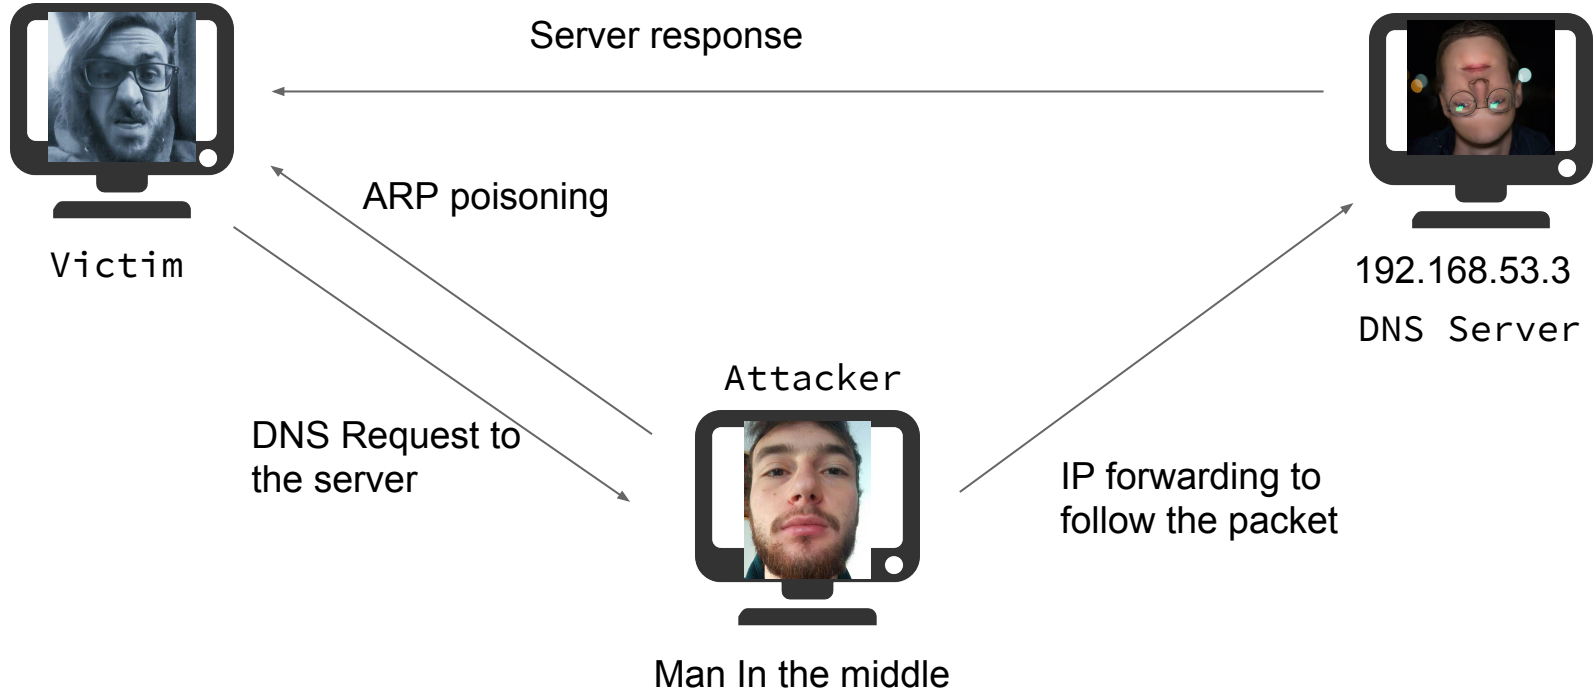 Server response
ARP poisoning
Victim
192.168.53.3
DNS Server
Attacker
DNS Request to
the server
IP forwarding to
follow the packet
Man In the middle